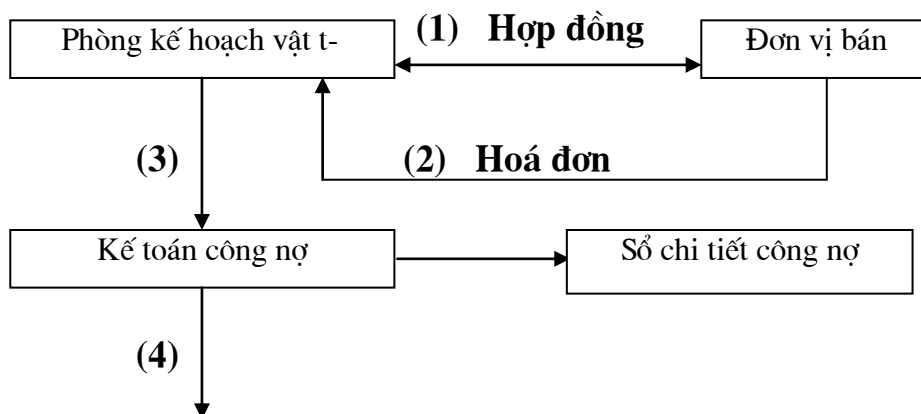 Phòng kế hoạch vật t-
(1) Hợp đồng
Đơn vị bán
(3)
(2) Hoá đơn
Kế toán công nợ
Sổ chi tiết công nợ
(4)